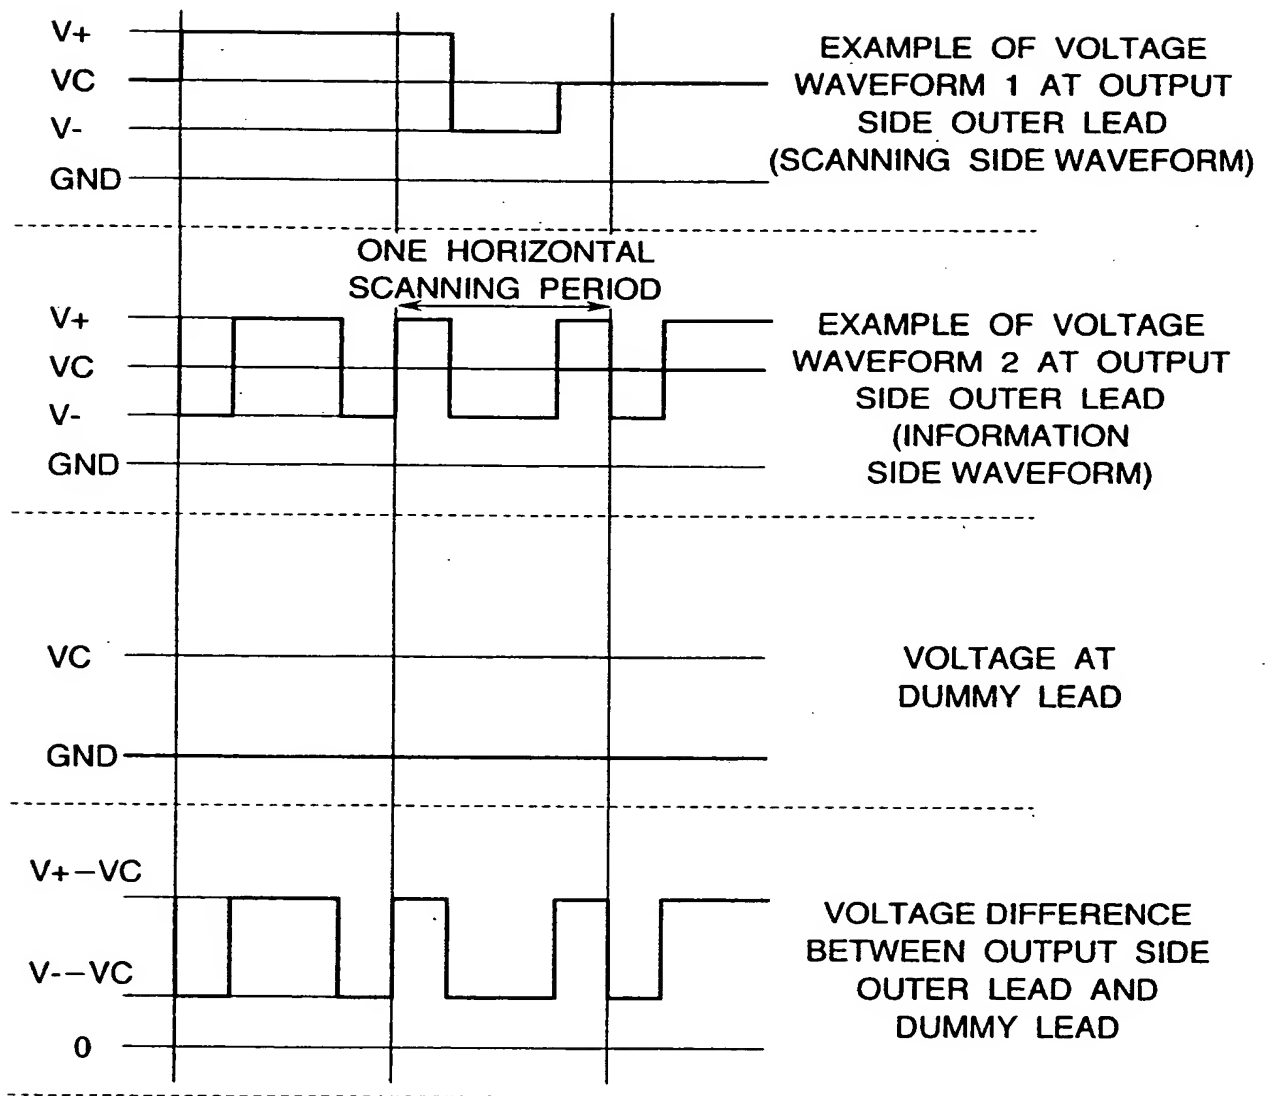 V+
VC
V-
GND
EXAMPLE OF VOLTAGE
WAVEFORM 1 AT OUTPUT
SIDE OUTER LEAD
(SCANNING SIDE WAVEFORM)
ONE HORIZONTAL
SCANNING PERIOD
V+
VC
V-
GND
EXAMPLE OF VOLTAGE
WAVEFORM 2 AT OUTPUT
SIDE OUTER LEAD
(INFORMATION
SIDE WAVEFORM)
VC
GND
VOLTAGE AT
DUMMY LEAD
V+−VC
V-−VC
0
VOLTAGE DIFFERENCE
BETWEEN OUTPUT SIDE
OUTER LEAD AND
DUMMY LEAD